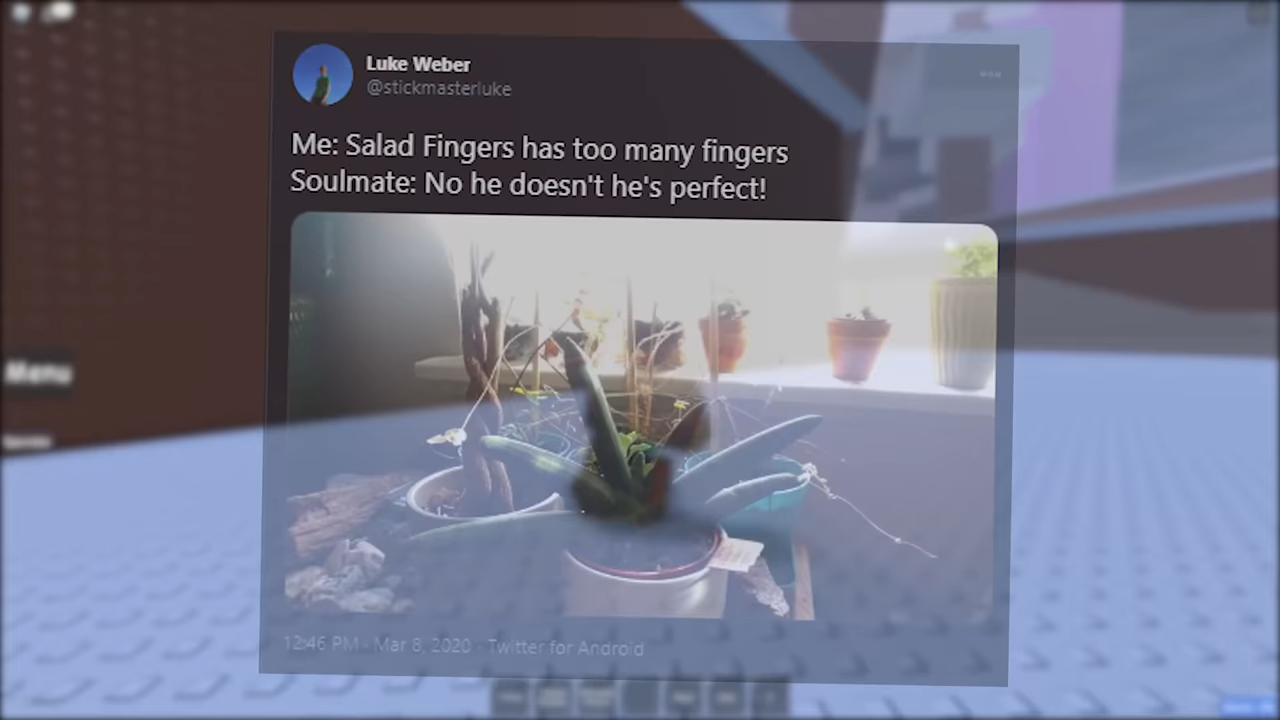 Luke Weber
@stickmasterluke
Me: Salad Fingers has too many fingers
Soulmate: No he doesn't he's perfect!
Menu
12:46 PM · Mar 8, 2020 · Twitter for Android